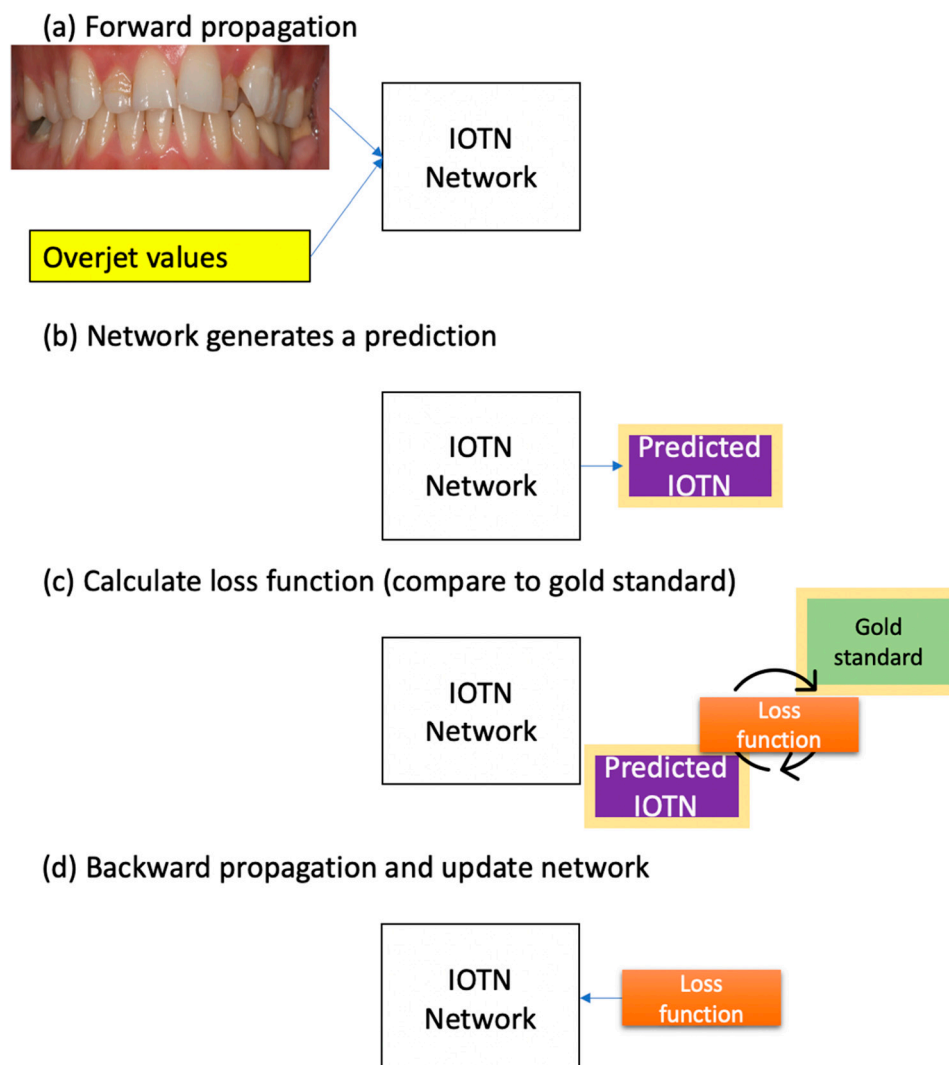 (a) Forward propagation
IOTN
Network
Overjet values
(b) Network generates a prediction
IOTN
Network
Predicted
IOTN
(c) Calculate loss function (compare to gold standard)
Gold
standard
IOTN
Network
Loss
function
Predicted
IOTN
(d) Backward propagation and update network
IOTN
Network
Loss
function